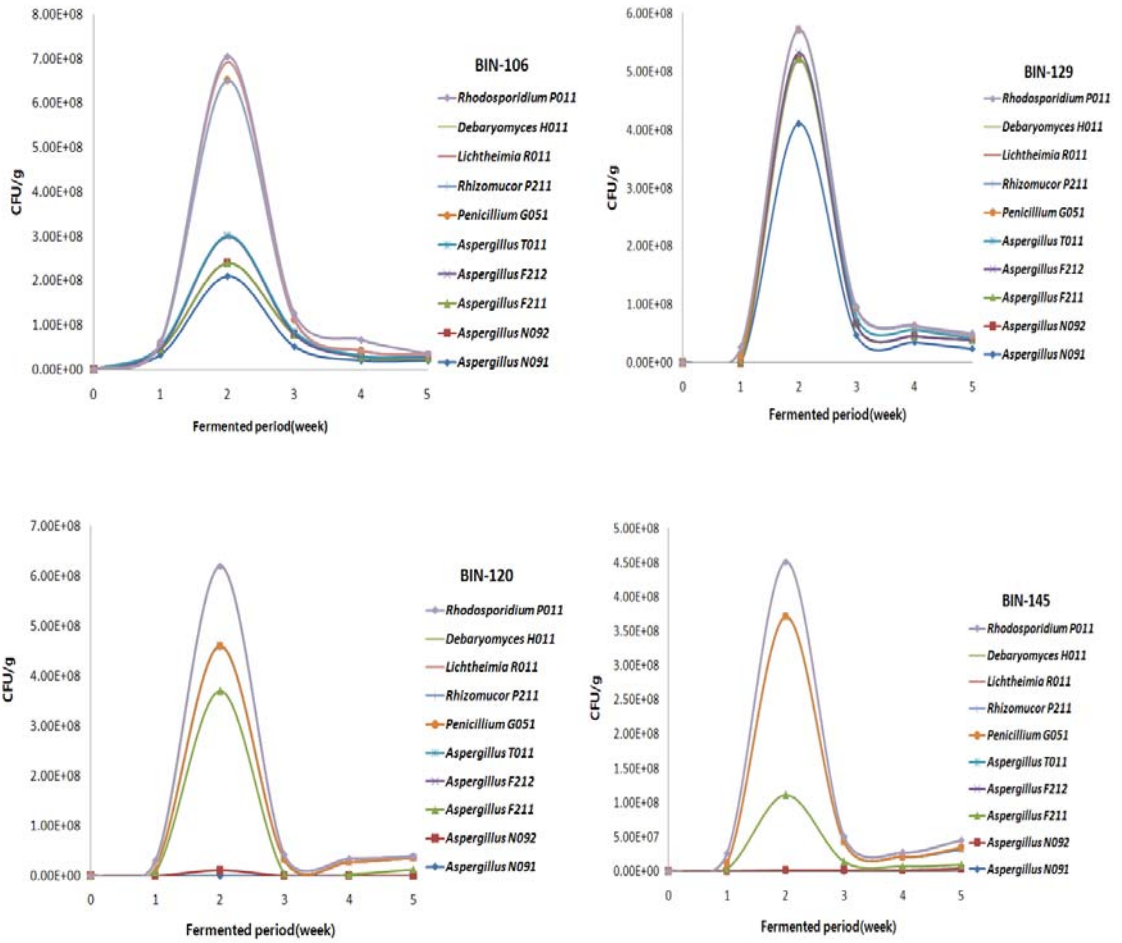 8.00E+08
7.00E+08
6.00E+08
5.00E+08
4.00E+08
3.00E+08
2.00E+08
1.00E+08
0.00E+00
CFU/g
0 1 2 3 4 5
Fermented period(week)
BIN-106
Rhodosporidium P011
Debaryomyces H011
Lichtheimia R011
Rhizomucor P211
Penicillium G051
Aspergillus T011
Aspergillus F212
Aspergillus F211
Aspergillus N092
Aspergillus N091
6.00E+08
5.00E+08
4.00E+08
3.00E+08
2.00E+08
1.00E+08
0.00E+00
CFU/g
0 1 2 3 4 5
Fermented period(week)
BIN-129
Rhodosporidium P011
Debaryomyces H011
Lichtheimia R011
Rhizomucor P211
Penicillium G051
Aspergillus T011
Aspergillus F212
Aspergillus F211
Aspergillus N092
Aspergillus N091
7.00E+08
6.00E+08
5.00E+08
4.00E+08
3.00E+08
2.00E+08
1.00E+08
0.00E+00
CFU/g
0 1 2 3 4 5
Fermented period(week)
BIN-120
Rhodosporidium P011
Debaryomyces H011
Lichtheimia R011
Rhizomucor P211
Penicillium G051
Aspergillus T011
Aspergillus F212
Aspergillus F211
Aspergillus N092
Aspergillus N091
5.00E+08
4.50E+08
4.00E+08
3.50E+08
3.00E+08
2.50E+08
2.00E+08
1.50E+08
1.00E+08
5.00E+07
0.00E+00
CFU/g
0 1 2 3 4 5
Fermented period(week)
BIN-145
Rhodosporidium P011
Debaryomyces H011
Lichtheimia R011
Rhizomucor P211
Penicillium G051
Aspergillus T011
Aspergillus F212
Aspergillus F211
Aspergillus N092
Aspergillus N091